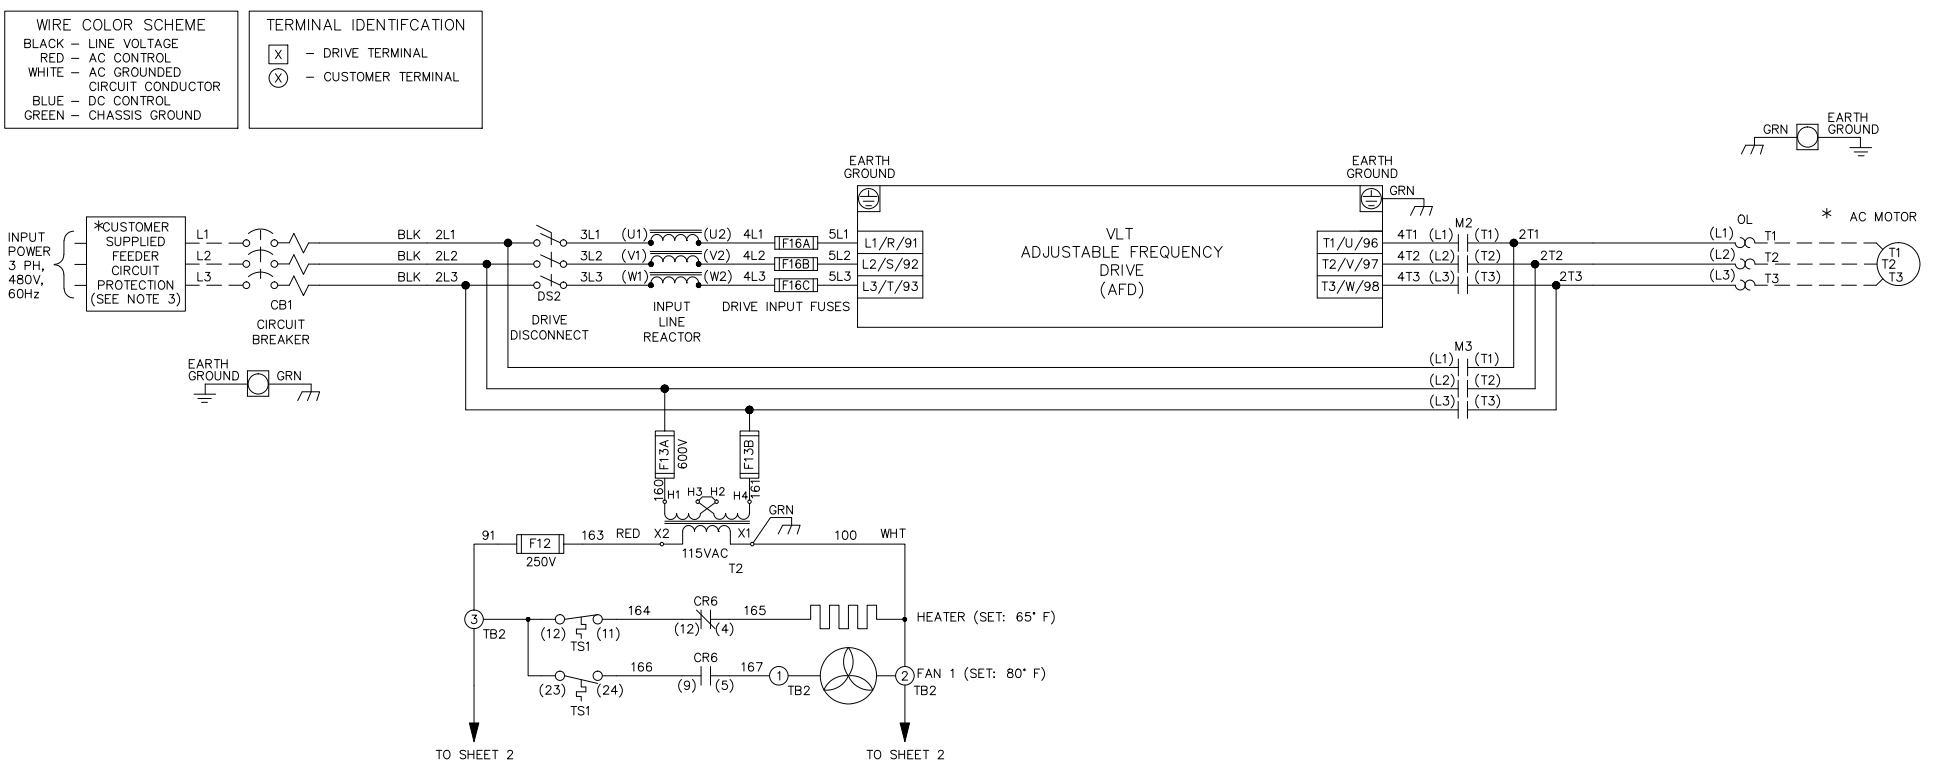 WIRE COLOR SCHEME
BLACK – LINE VOLTAGE
RED – AC CONTROL
WHITE – AC GROUNDED
CIRCUIT CONDUCTOR
BLUE – DC CONTROL
GREEN – CHASSIS GROUND
TERMINAL IDENTIFCATION
X – DRIVE TERMINAL
X – CUSTOMER TERMINAL
GRN
EARTH
GROUND
INPUT
POWER
3 PH,
480V,
60Hz
*CUSTOMER
SUPPLIED
FEEDER
CIRCUIT
PROTECTION
(SEE NOTE 3)
L1
L2
L3
CB1
CIRCUIT
BREAKER
BLK 2L1
BLK 2L2
BLK 2L3
DS2
DRIVE
DISCONNECT
3L1
3L2
3L3
(U1) (U2)
(V1) (V2)
(W1) (W2)
INPUT
LINE
REACTOR
4L1
4L2
4L3
F16A
F16B
F16C
DRIVE INPUT FUSES
5L1
5L2
5L3
EARTH
GROUND
L1/R/91
L2/S/92
L3/T/93
VLT
ADJUSTABLE FREQUENCY
DRIVE
(AFD)
EARTH
GROUND
GRN
T1/U/96
T2/V/97
T3/W/98
4T1
4T2
4T3
M2
(L1) (T1)
(L2) (T2)
(L3) (T3)
2T1
2T2
2T3
OL
(L1) T1
(L2) T2
(L3) T3
* AC MOTOR
T1
T2
T3
M3
(L1) (T1)
(L2) (T2)
(L3) (T3)
EARTH
GROUND
GRN
F13A
600V
F13B
160
161
H1 H3 H2 H4
GRN
91
F12
250V
163
RED
X2 X1
115VAC
T2
100
WHT
3
TB2
(12) (11)
TS1
164
CR6
(12) (4)
165
HEATER (SET: 65° F)
(23) (24)
TS1
166
CR6
(9) (5)
167
1
TB2
2
TB2
FAN 1 (SET: 80° F)
TO SHEET 2
TO SHEET 2